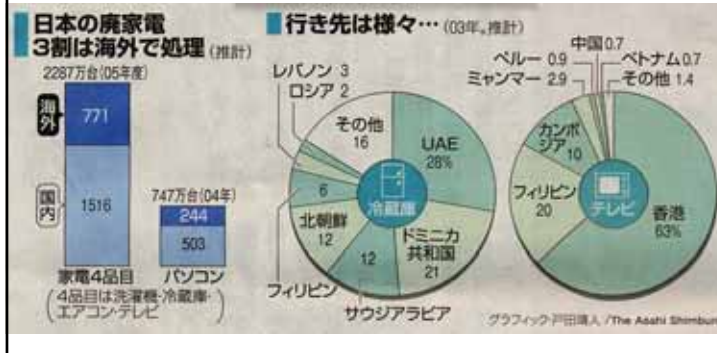 日本の廃家電
3割は海外で処理(推計)
2287万台(05年度)
海外
771
国内
1516
家電4品目
747万台(04年)
244
503
パソコン
(4品目は洗濯機・冷蔵庫・
エアコン・テレビ)
行き先は様々…(03年。推計)
レバノン 3
ロシア 2
その他
16
UAE
28%
ドミニカ
共和国
21
12
サウジアラビア
北朝鮮
12
6
フィリピン
冷蔵庫
中国0.7
ペルー 0.9
ミャンマー 2.9
ベトナム0.7
その他 1.4
カンボ
ジア10
フィリピン
20
香港
63%
テレビ
グラフィック・戸田晴人 /The Asahi Shimbun